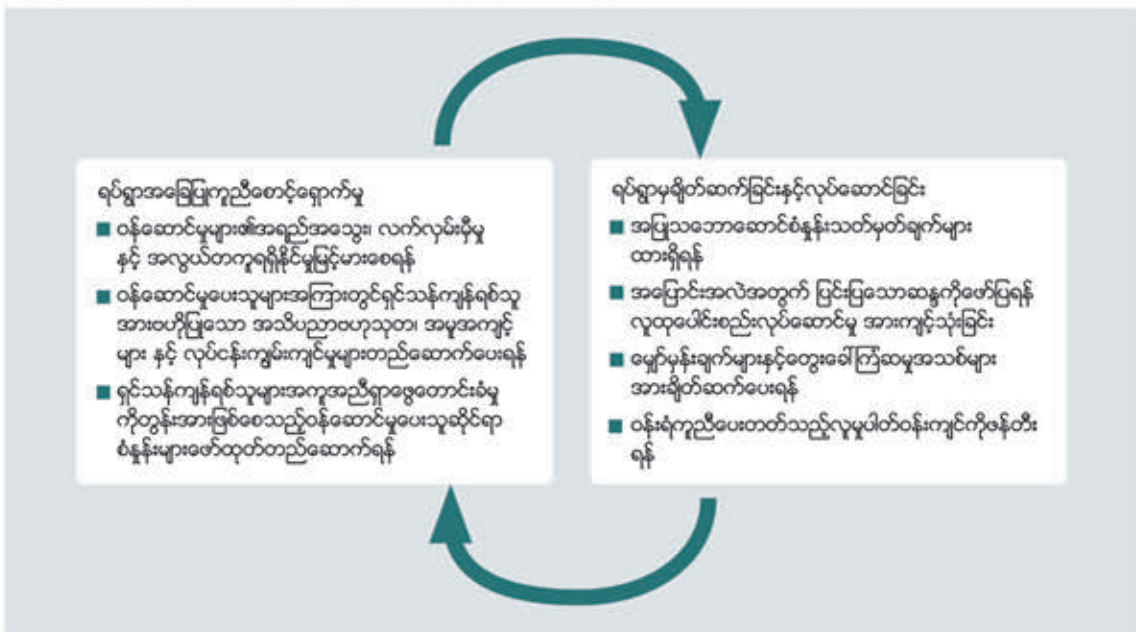 ရပ်ရွာအခြေပြုကူညီစောင့်ရှောက်မှု
ဝန်ဆောင်မှုများ၏အရည်အသွေး၊ လက်လှမ်းမှီမှု
နှင့် အလွယ်တကူရရှိနိုင်မှုမြင့်မားစေရန်
ဝန်ဆောင်မှုပေးသူများအကြားတွင်ရှင်သန်ကျန်ရစ်သူ
အားဗဟိုပြုသော အသိပညာဗဟုသုတ၊ အမူအကျင့်
များ နှင့် လုပ်ငန်းကျွမ်းကျင်မှုများတည်ဆောက်ပေးရန်
ရှင်သန်ကျန်ရစ်သူများအကူအညီရှာဖွေတောင်းခံမှု
ကိုတွန်းအားဖြစ်စေသည့်ဝန်ဆောင်မှုပေးသူဆိုင်ရာ
စံနှုန်းများဖော်ထုတ်တည်ဆောက်ရန်
ရပ်ရွာမှချိတ်ဆက်ခြင်းနှင့်လုပ်ဆောင်ခြင်း
အပြုသဘောဆောင်စံနှုန်းသတ်မှတ်ချက်များ
ထားရှိရန်
အပြောင်းအလဲအတွက် ပြင်းပြသောဆန္ဒကိုဖော်ပြရန်
လူထုပေါင်းစည်းလုပ်ဆောင်မှု အားကျင့်သုံးခြင်း
မျှော်မှန်းချက်များနှင့်တွေးခေါ်ကြံဆမှုအသစ်များ
အားချိတ်ဆက်ပေးရန်
ဝန်းရံကူညီပေးတတ်သည့်လူမှုပါတ်ဝန်းကျင်ကိုဖန်တီး
ရန်